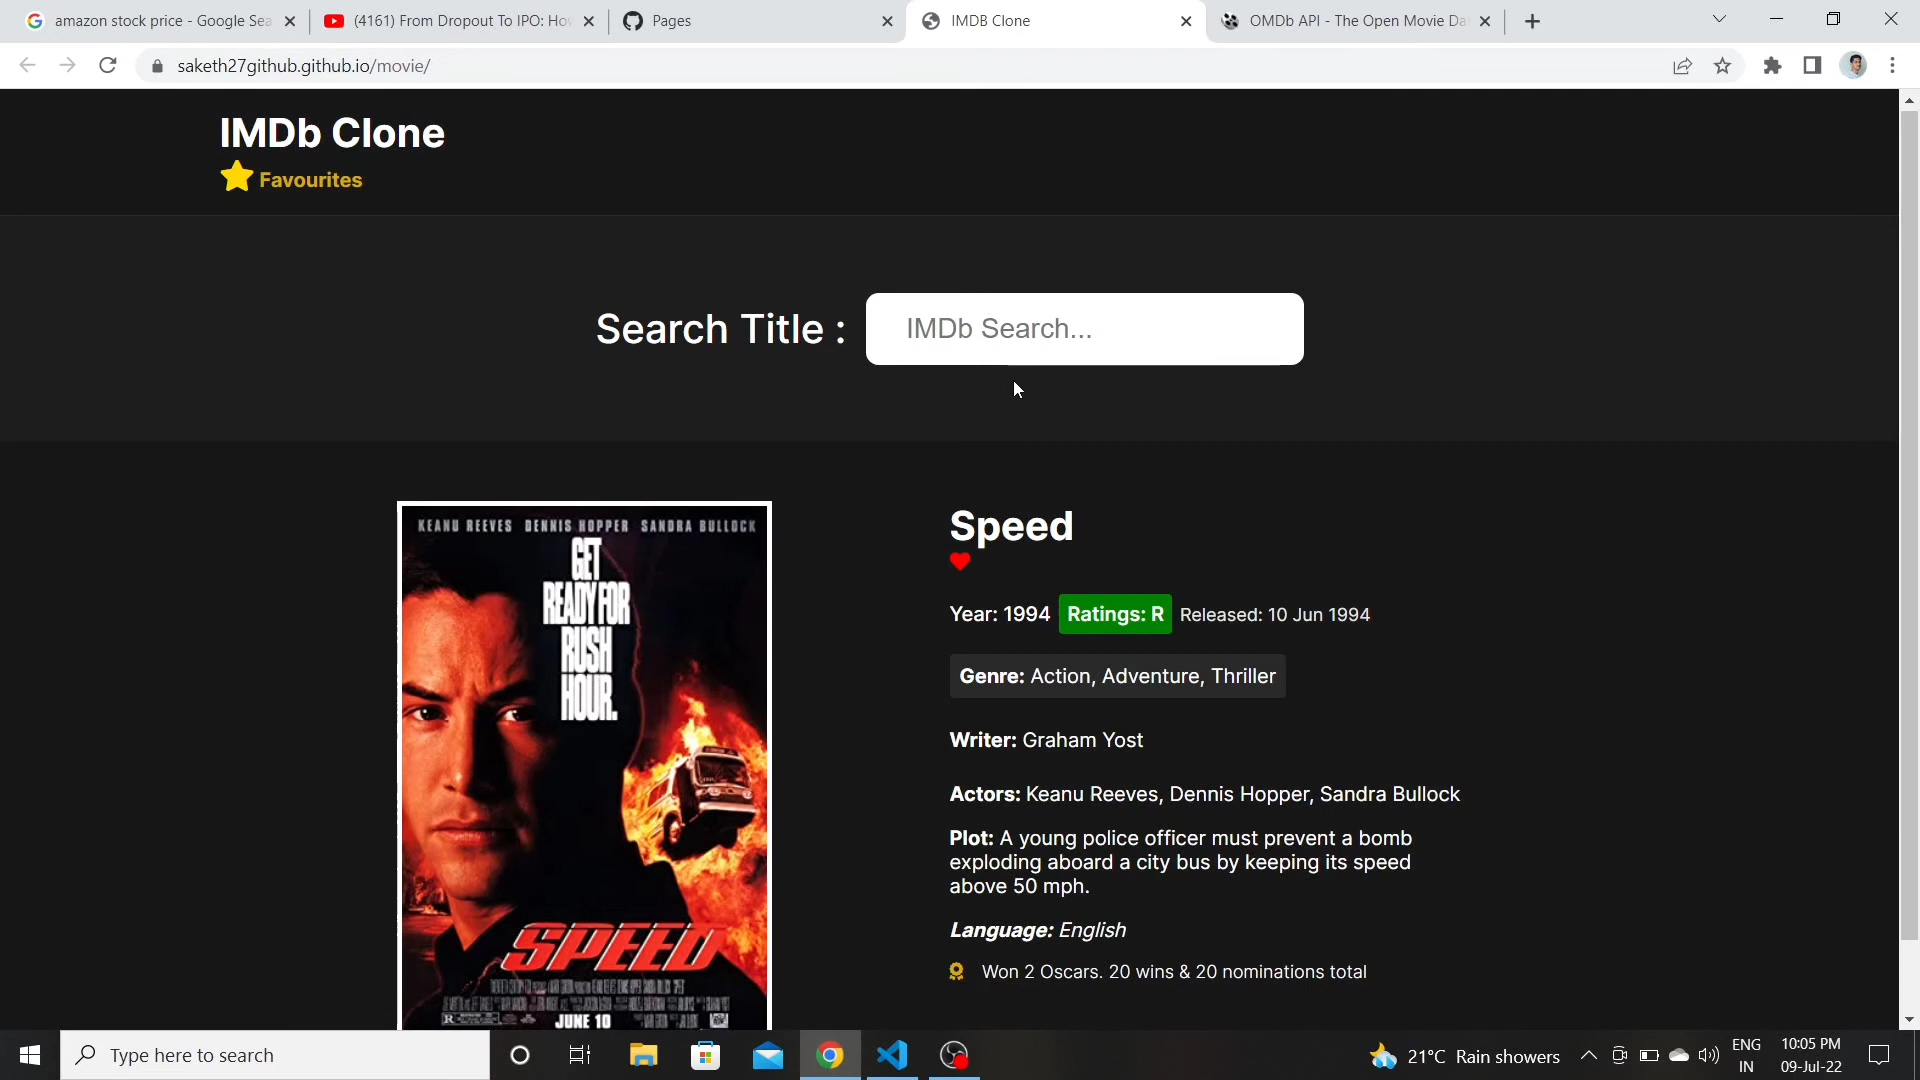 amazon stock price - Google Sea
(4161) From Dropout To IPO: Hov
Pages
IMDB Clone
OMDb API - The Open Movie Da
saketh27github.github.io/movie/
IMDb Clone
Favourites
Search Title :
IMDb Search...
KEANU REEVES DENNIS HOPPER SANDRA BULLOCK
GET
READY FOR
RUSH
HOUR.
SPEED
R
JUNE 10
Speed
Year: 1994 Ratings: R Released: 10 Jun 1994
Genre: Action, Adventure, Thriller
Writer: Graham Yost
Actors: Keanu Reeves, Dennis Hopper, Sandra Bullock
Plot: A young police officer must prevent a bomb
exploding aboard a city bus by keeping its speed
above 50 mph.
Language: English
Won 2 Oscars. 20 wins & 20 nominations total
Type here to search
21°C Rain showers
ENG
IN
10:05 PM
09-Jul-22